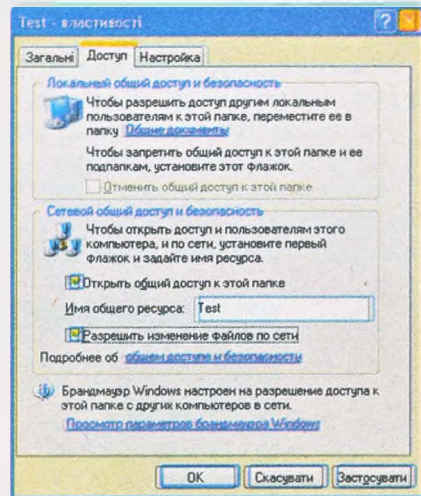 Test - властивості
Загальні Доступ Настройка
Локальный общий доступ и безопасность
Чтобы разрешить доступ другим локальным
пользователям к этой папке, переместите ее в
папку Общие документы
Чтобы запретить общий доступ к этой папке и ее
подпапкам, установите этот флажок.
Отменить общий доступ к этой папке
Сетевой общий доступ и безопасность
Чтобы открыть доступ и пользователям этого
компьютера, и по сети, установите первый
флажок и задайте имя ресурса.
Открыть общий доступ к этой папке
Имя общего ресурса: Test
Разрешить изменение файлов по сети
Подробнее об общем доступе и безопасности
Брандмауэр Windows настроен на разрешение доступа к
этой папке с других компьютеров в сети.
Просмотр параметров брандмауэра Windows
OK Скасувати Застосувати